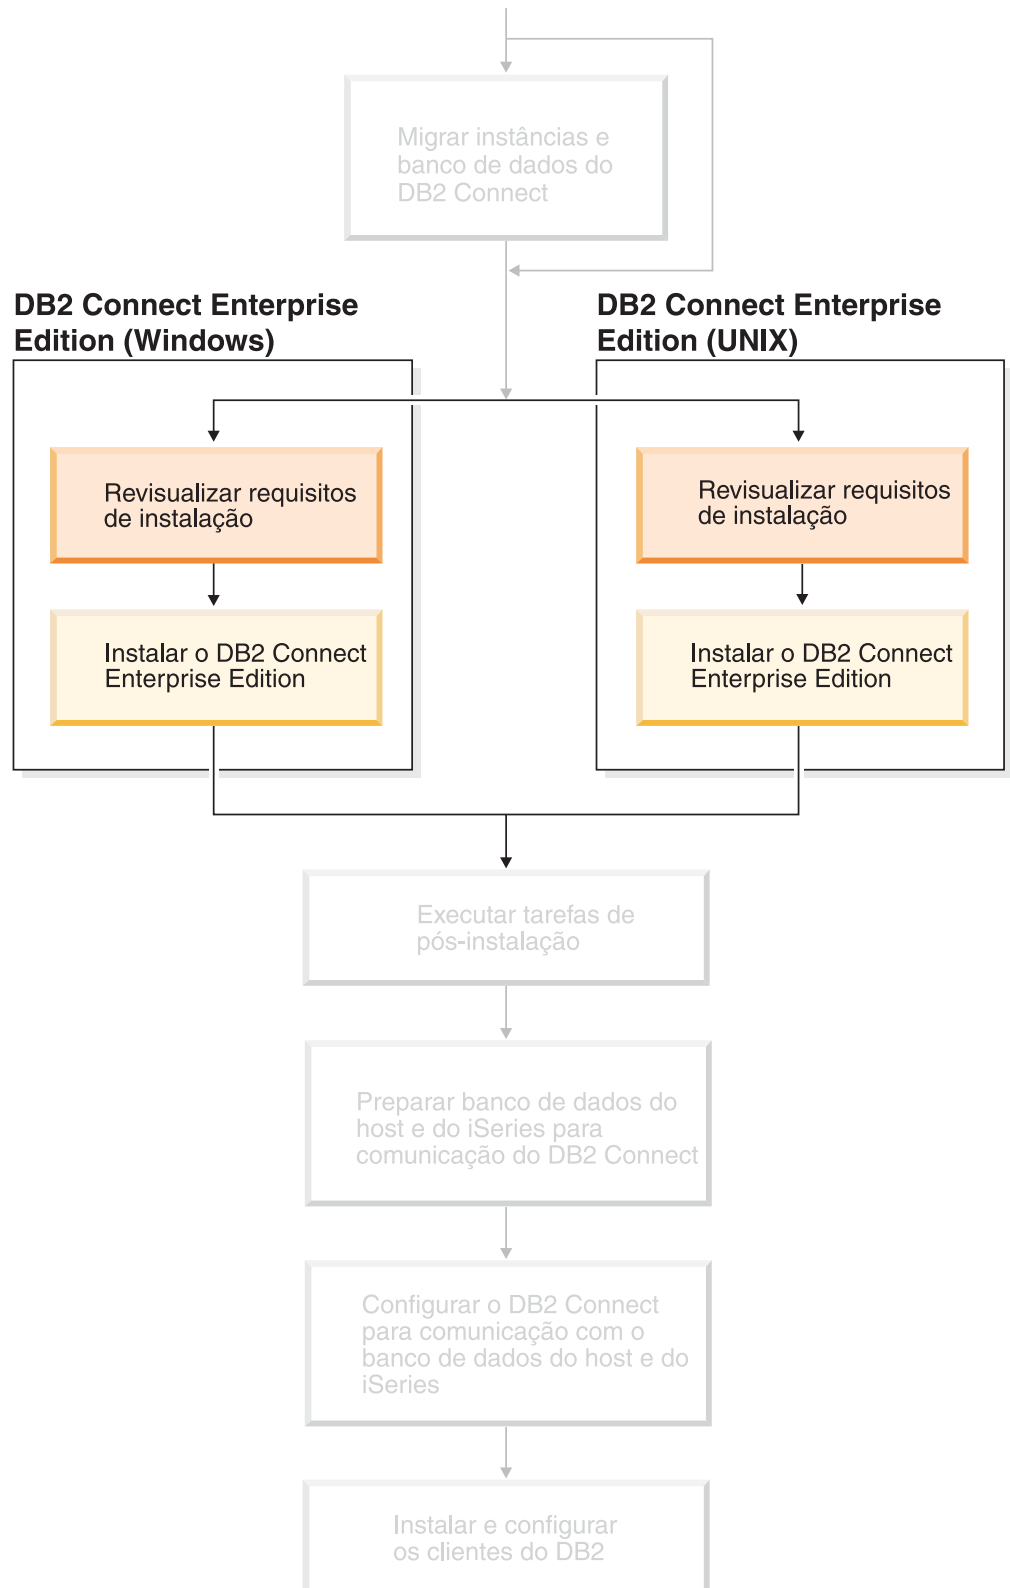 Migrar instâncias e
banco de dados do
DB2 Connect
DB2 Connect Enterprise
Edition (Windows)
DB2 Connect Enterprise
Edition (UNIX)
Revisualizar requisitos
de instalação
Revisualizar requisitos
de instalação
Instalar o DB2 Connect
Enterprise Edition
Instalar o DB2 Connect
Enterprise Edition
Executar tarefas de
pós-instalação
Preparar banco de dados do
host e do iSeries para
comunicação do DB2 Connect
Configurar o DB2 Connect
para comunicação com o
banco de dados do host e do
iSeries
Instalar e configurar
os clientes do DB2